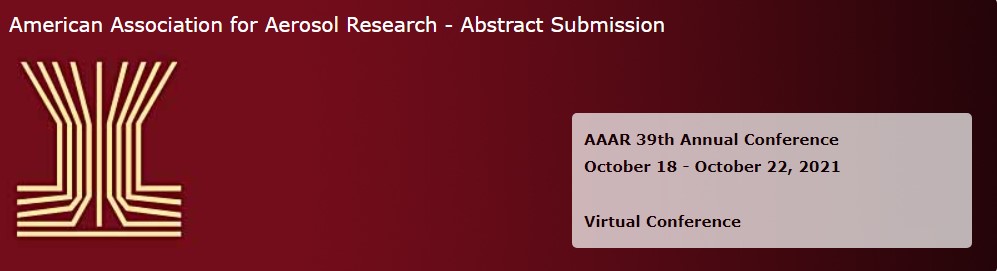 American Association for Aerosol Research - Abstract Submission
AAAR 39th Annual Conference
October 18 - October 22, 2021
Virtual Conference